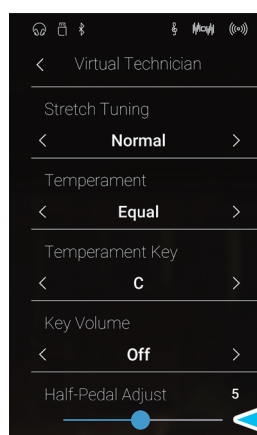 Virtual Technician
Stretch Tuning
Normal
Temperament
Equal
Temperament Key
C
Key Volume
Off
Half-Pedal Adjust 5